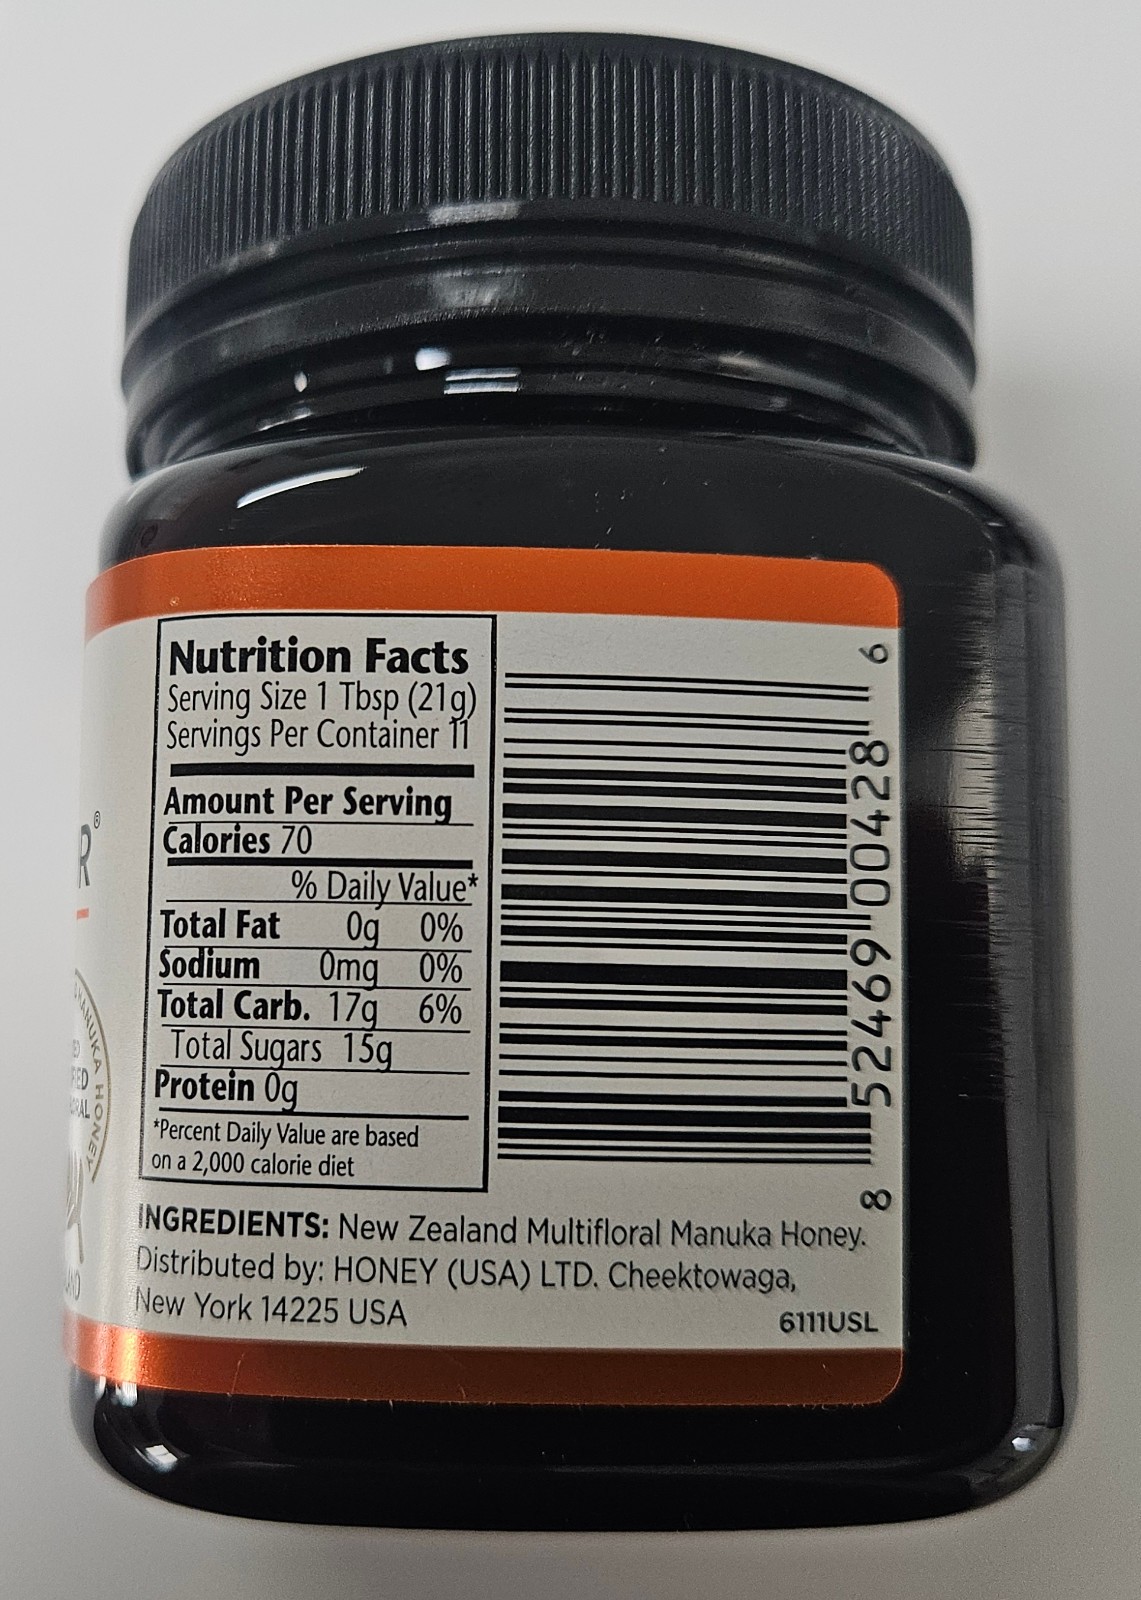 Nutrition Facts
Serving Size 1 Tbsp (21g)
Servings Per Container 11
Amount Per Serving
Calories 70
% Daily Value*
Total Fat 0g 0%
Sodium 0mg 0%
Total Carb. 17g 6%
Total Sugars 15g
Protein 0g
*Percent Daily Value are based
on a 2,000 calorie diet
INGREDIENTS: New Zealand Multifloral Manuka Honey.
Distributed by: HONEY (USA) LTD. Cheektowaga,
New York 14225 USA
6111USL
8 52469 00428 6
R®
MANUKA HONEY